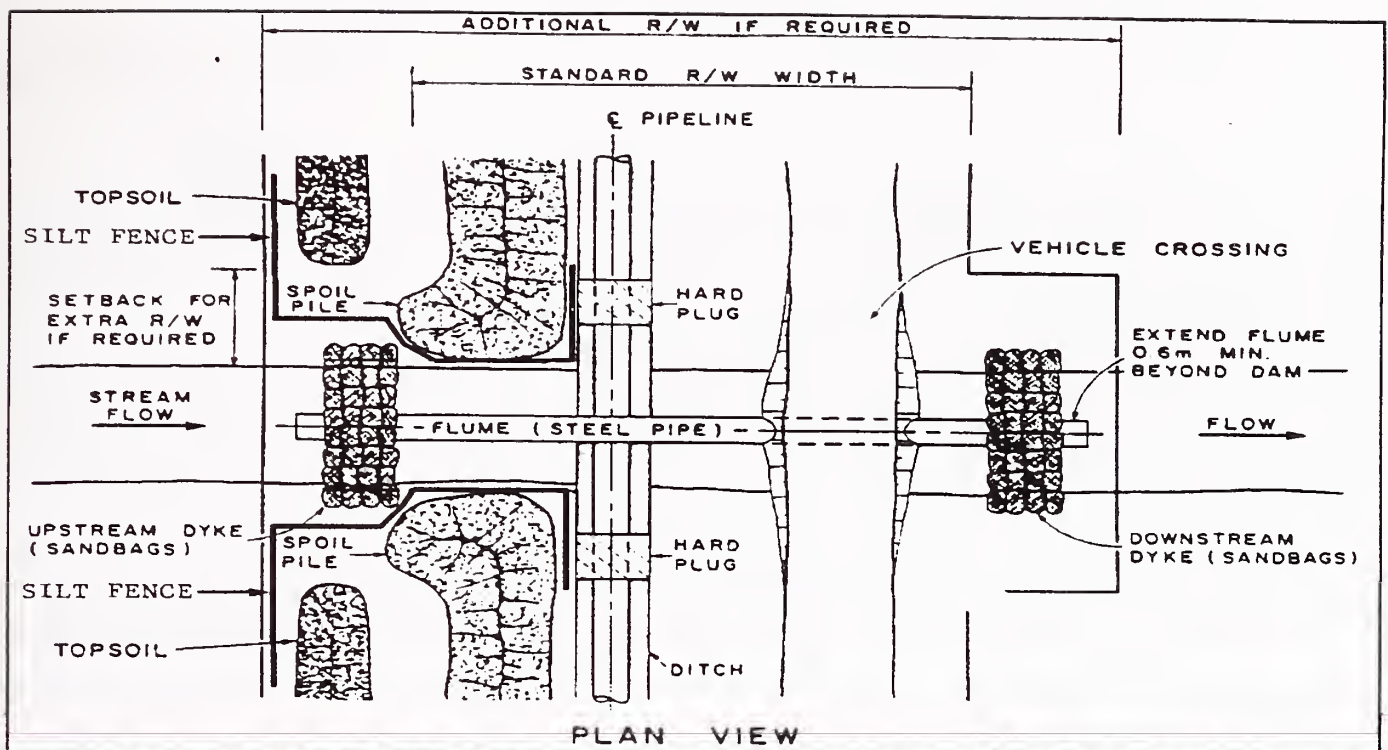 ADDITIONAL R/W IF REQUIRED
STANDARD R/W WIDTH
℄ PIPELINE
TOPSOIL
SILT FENCE
SETBACK FOR
EXTRA R/W
IF REQUIRED
SPOIL
PILE
HARD
PLUG
VEHICLE CROSSING
EXTEND FLUME
0.6m MIN.
BEYOND DAM
STREAM
FLOW
FLUME (STEEL PIPE)
FLOW
UPSTREAM DYKE
(SANDBAGS)
SPOIL
PILE
HARD
PLUG
DOWNSTREAM
DYKE (SANDBAGS)
SILT FENCE
TOPSOIL
DITCH
PLAN VIEW